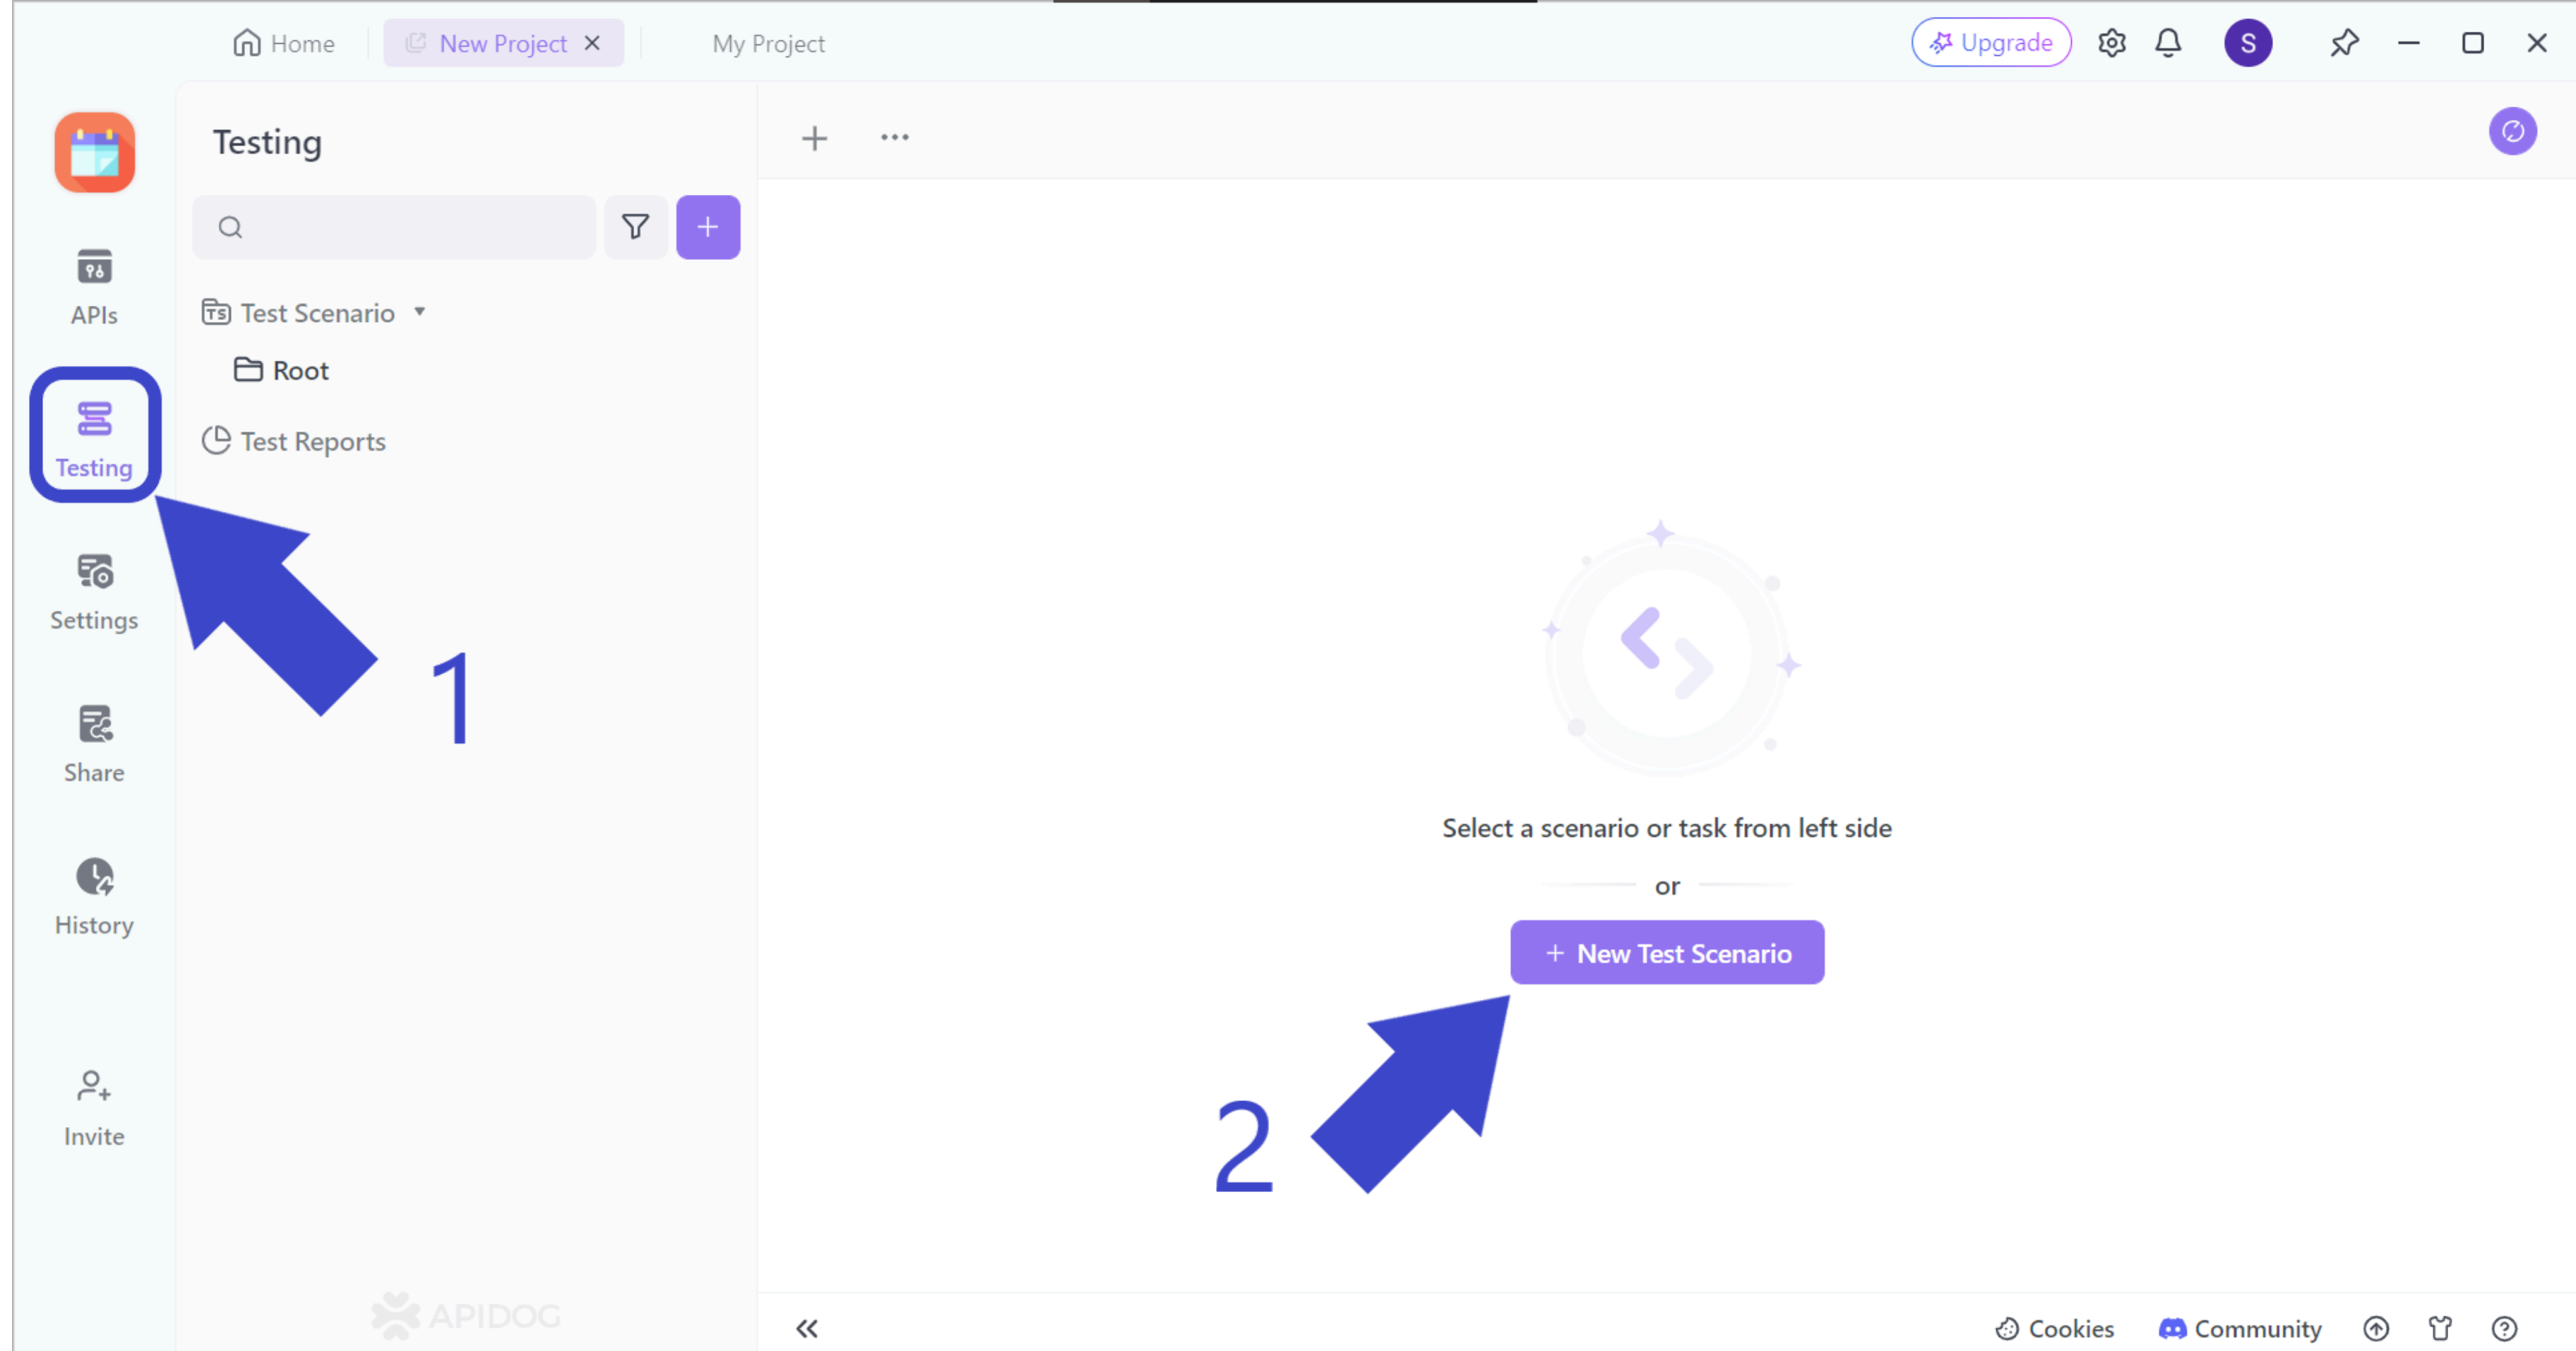 Home
New Project
My Project
Upgrade
S
Testing
APIs
TS Test Scenario
Root
Testing
Test Reports
Settings
1
Share
Select a scenario or task from left side
or
History
+ New Test Scenario
2
Invite
APIDOG
Cookies
Community